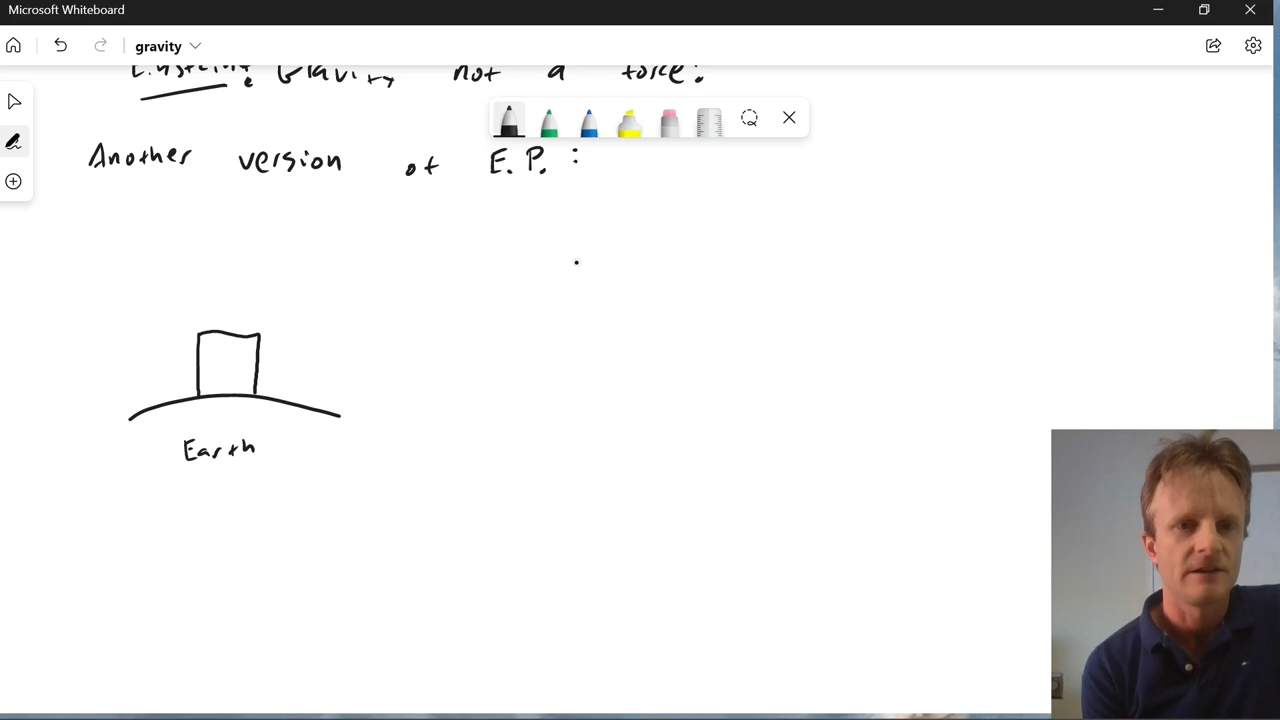 Microsoft Whiteboard
gravity
Einstein: Gravity not a force!
Another version of E.P. :
Earth